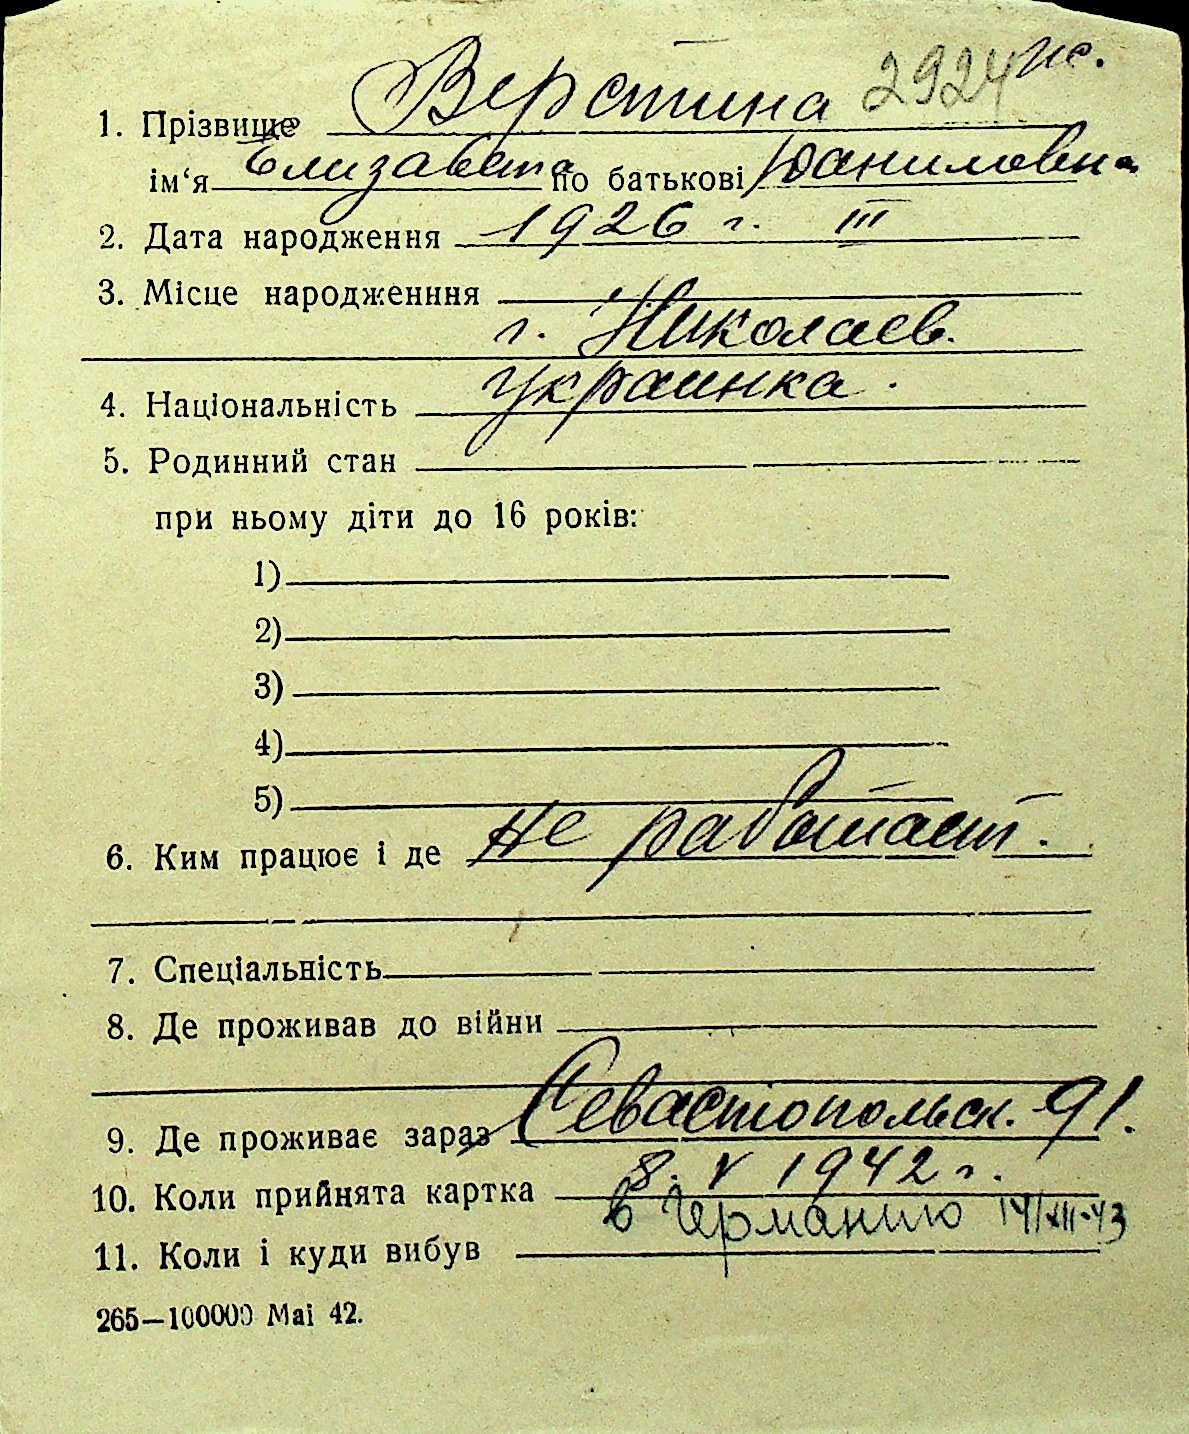 2924 пс.
1. Прізвище Верстина
ім‘я Елизавета по батькові Даниловна
2. Дата народження 1926 г. III
3. Місце народженння
г. Николаев.
4. Національність украинка.
5. Родинний стан
при ньому діти до 16 років:
1)
2)
3)
4)
5)
6. Ким працює і де не работает.
7. Спеціальність
8. Де проживав до війни
9. Де проживає зараз Севастопольск. 91.
10. Коли прийнята картка 8. V 1942 г.
11. Коли і куди вибув в Германию 14/XII-43
265—100000 Mai 42.